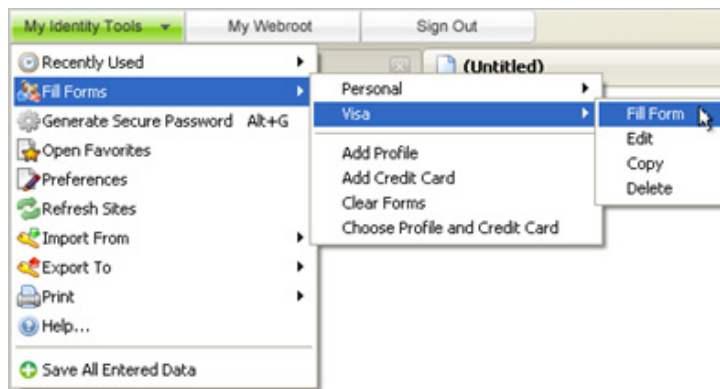 My Identity Tools
My Webroot
Sign Out
(Untitled)
Recently Used
Fill Forms
Generate Secure Password Alt+G
Open Favorites
Preferences
Refresh Sites
Import From
Export To
Print
Help...
Save All Entered Data
Personal
Visa
Add Profile
Add Credit Card
Clear Forms
Choose Profile and Credit Card
Fill Form
Edit
Copy
Delete